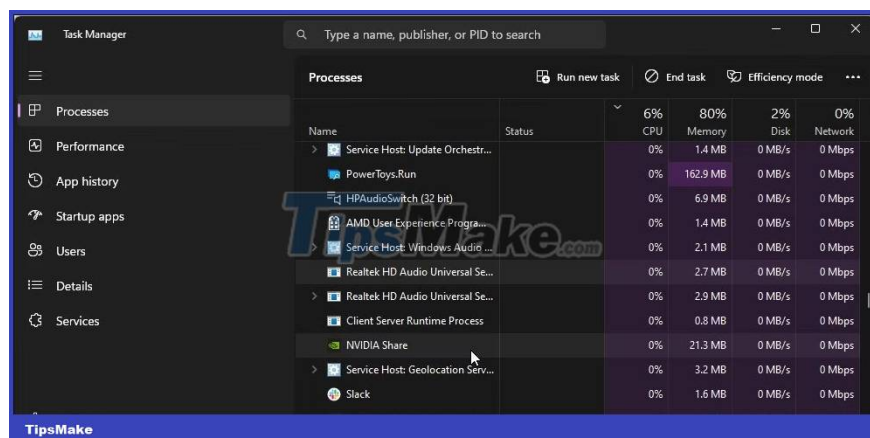 Task Manager
Type a name, publisher, or PID to search
Processes
Run new task
End task
Efficiency mode
Processes
Performance
App history
Startup apps
Users
Details
Services
6% 80% 2% 0%
Name Status CPU Memory Disk Network
Service Host: Update Orchestr... 0% 1.4 MB 0 MB/s 0 Mbps
PowerToys.Run 0% 162.9 MB 0 MB/s 0 Mbps
HPAudioSwitch (32 bit) 0% 6.9 MB 0 MB/s 0 Mbps
AMD User Experience Progra... 0% 1.4 MB 0 MB/s 0 Mbps
Service Host: Windows Audio ... 0% 2.1 MB 0 MB/s 0 Mbps
Realtek HD Audio Universal Se... 0% 2.7 MB 0 MB/s 0 Mbps
Realtek HD Audio Universal Se... 0% 2.9 MB 0 MB/s 0 Mbps
Client Server Runtime Process 0% 0.8 MB 0 MB/s 0 Mbps
NVIDIA Share 0% 21.3 MB 0 MB/s 0 Mbps
Service Host: Geolocation Serv... 0% 3.2 MB 0 MB/s 0 Mbps
Slack 0% 1.6 MB 0 MB/s 0 Mbps
TipsMake.com
TipsMake